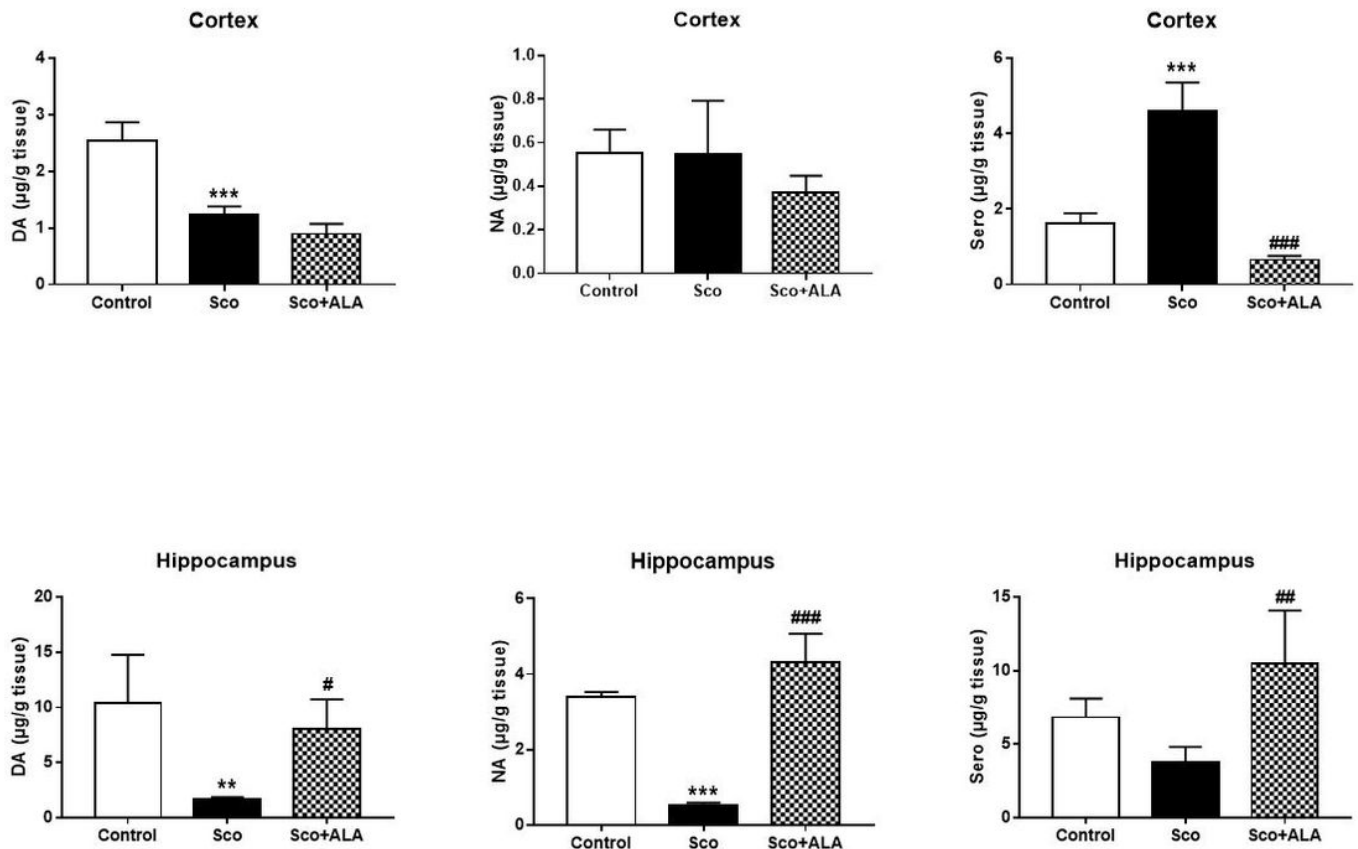 Cortex
DA (µg/g tissue)
4
3
2
1
0
***
Control Sco Sco+ALA
Cortex
NA (µg/g tissue)
1.0
0.8
0.6
0.4
0.2
0.0
Control Sco Sco+ALA
Cortex
Sero (µg/g tissue)
6
4
2
0
***
###
Control Sco Sco+ALA
Hippocampus
DA (µg/g tissue)
20
15
10
5
0
**
#
Control Sco Sco+ALA
Hippocampus
NA (µg/g tissue)
6
4
2
0
***
###
Control Sco Sco+ALA
Hippocampus
Sero (µg/g tissue)
15
10
5
0
##
Control Sco Sco+ALA